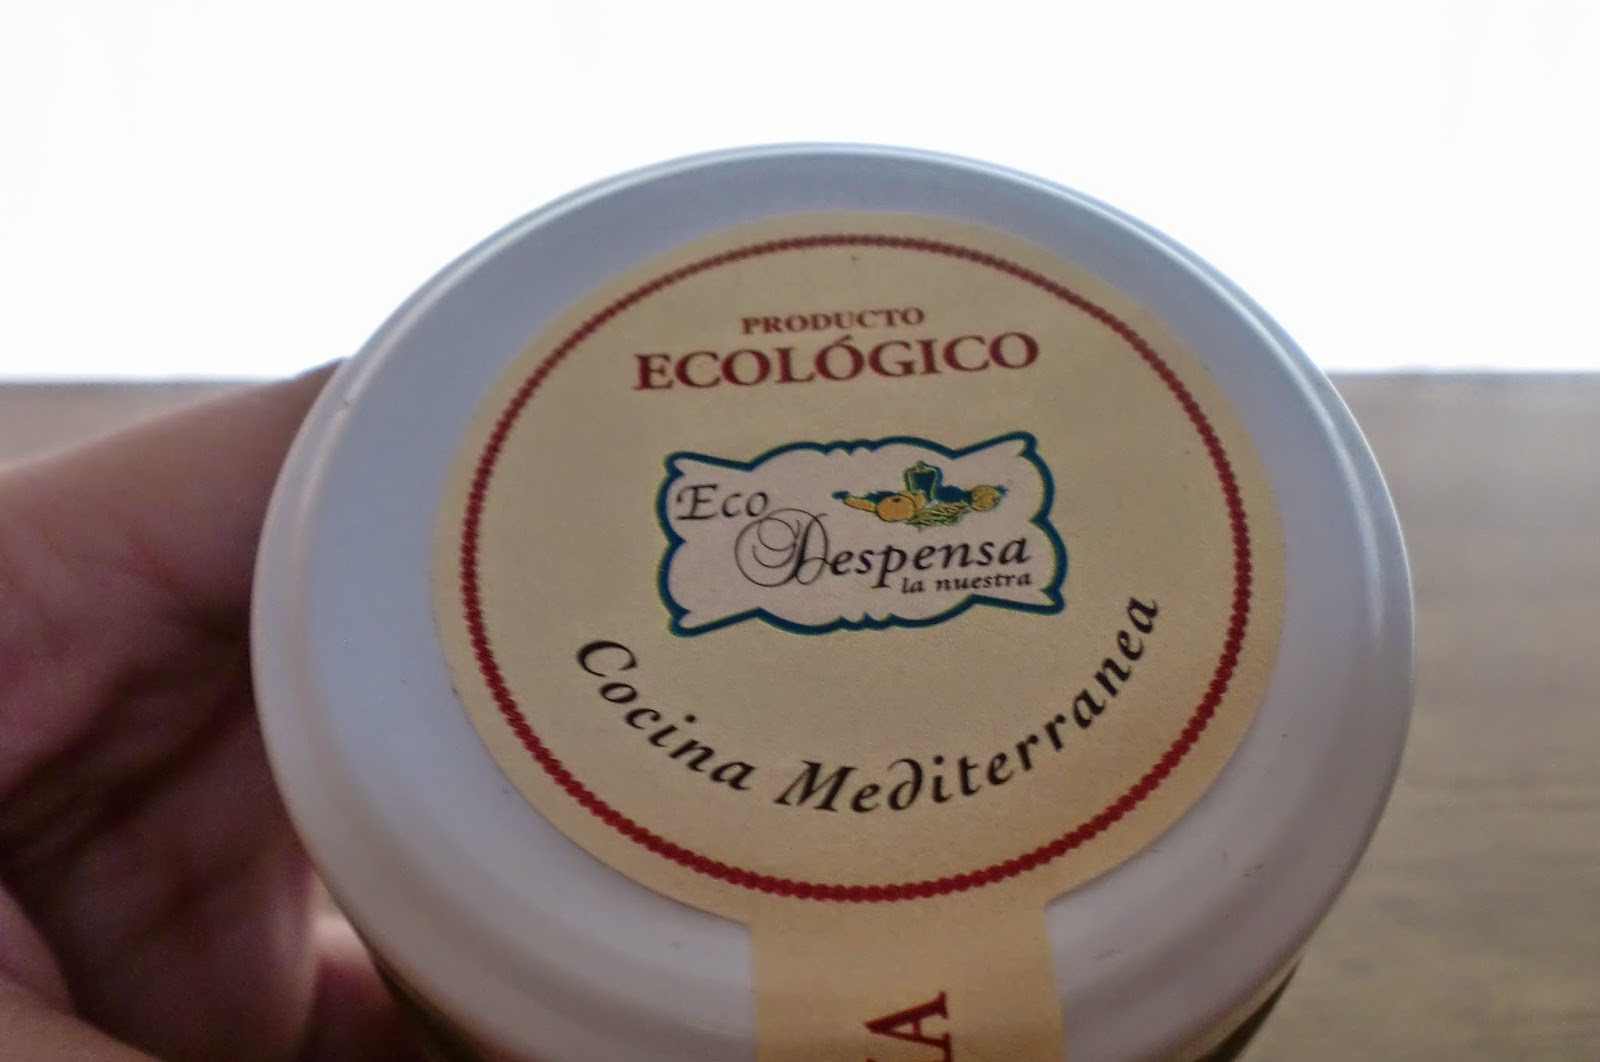 PRODUCTO
ECOLÓGICO
Eco
Despensa
la nuestra
Cocina Mediterranea